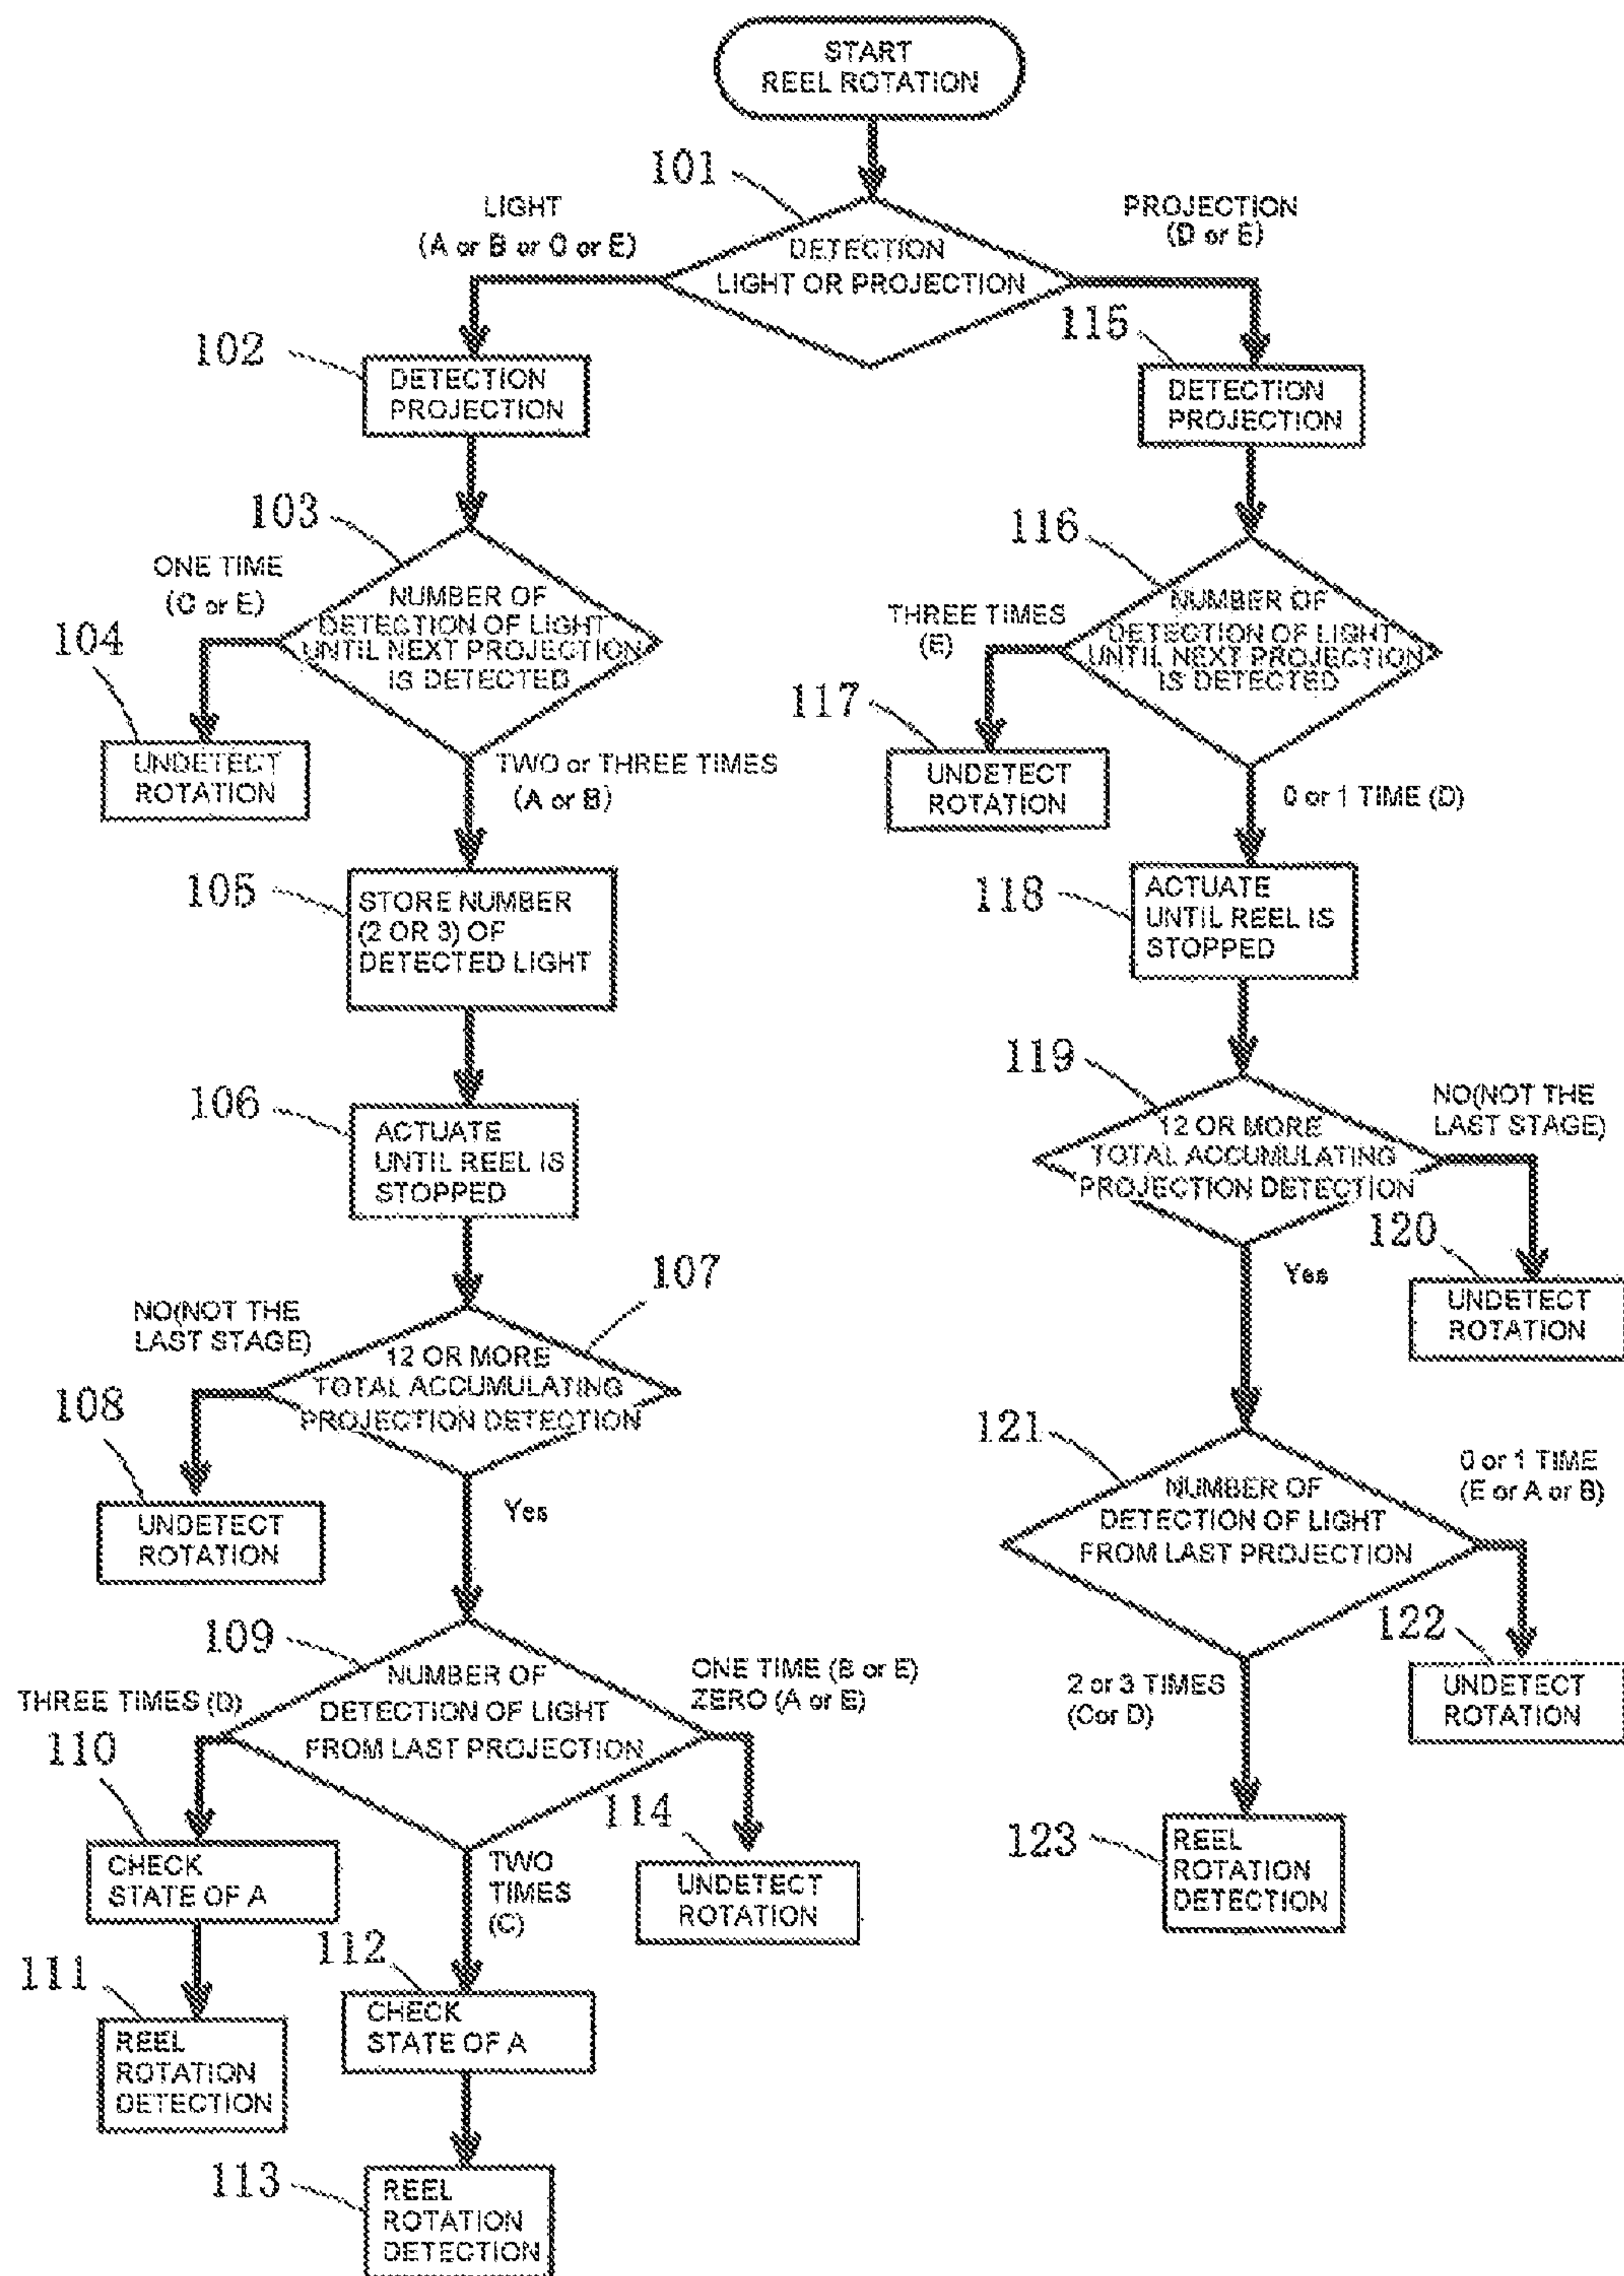 START
REEL ROTATION
101
LIGHT
(A or B or C or E)
DETECTION
LIGHT OR PROJECTION
PROJECTION
(D or E)
102
DETECTION
PROJECTION
115
DETECTION
PROJECTION
103
ONE TIME
(C or E)
NUMBER OF
DETECTION OF LIGHT
UNTIL NEXT PROJECTION
IS DETECTED
104
UNDETECT
ROTATION
TWO or THREE TIMES
(A or B)
116
THREE TIMES
(E)
NUMBER OF
DETECTION OF LIGHT
UNTIL NEXT PROJECTION
IS DETECTED
117
UNDETECT
ROTATION
0 or 1 TIME (D)
105
STORE NUMBER
(2 OR 3) OF
DETECTED LIGHT
118
ACTUATE
UNTIL REEL IS
STOPPED
106
ACTUATE
UNTIL REEL IS
STOPPED
119
12 OR MORE
TOTAL ACCUMULATING
PROJECTION DETECTION
NO(NOT THE
LAST STAGE)
120
Yes
UNDETECT
ROTATION
107
NO(NOT THE
LAST STAGE)
12 OR MORE
TOTAL ACCUMULATING
PROJECTION DETECTION
108
UNDETECT
ROTATION
Yes
121
NUMBER OF
DETECTION OF LIGHT
FROM LAST PROJECTION
0 or 1 TIME
(E or A or B)
122
UNDETECT
ROTATION
2 or 3 TIMES
(Cor D)
123
REEL
ROTATION
DETECTION
109
NUMBER OF
DETECTION OF LIGHT
FROM LAST PROJECTION
ONE TIME (B or E)
ZERO (A or E)
THREE TIMES (D)
110
CHECK
STATE OF A
114
UNDETECT
ROTATION
TWO
TIMES
(C)
111
REEL
ROTATION
DETECTION
112
CHECK
STATE OF A
113
REEL
ROTATION
DETECTION